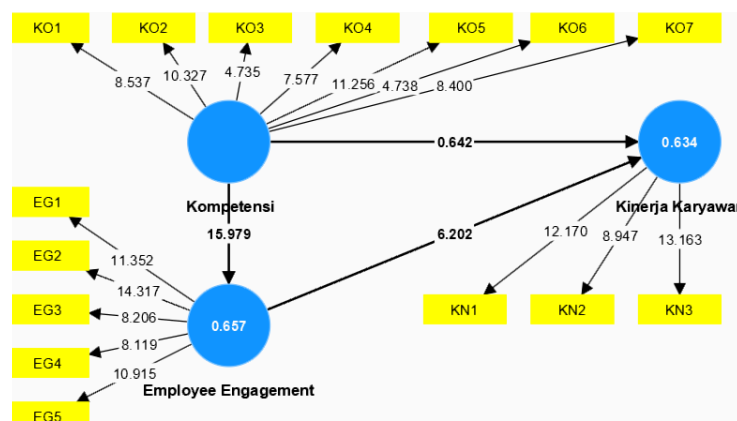 KO1 KO2 KO3 KO4 KO5 KO6 KO7
8.537 10.327 4.735 7.577 11.256 4.738 8.400
0.642 0.634
Kompetensi Kinerja Karyawan
EG1
15.979 6.202
EG2
11.352 12.170 8.947 13.163
14.317
EG3
8.206 0.657 KN1 KN2 KN3
8.119
EG4
10.915
Employee Engagement
EG5